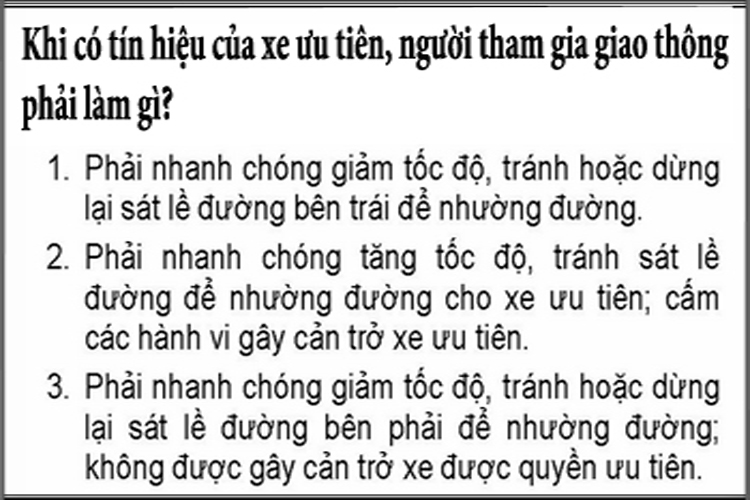 Khi có tín hiệu của xe ưu tiên, người tham gia giao thông
phải làm gì?
1. Phải nhanh chóng giảm tốc độ, tránh hoặc dừng
lại sát lề đường bên trái để nhường đường.
2. Phải nhanh chóng tăng tốc độ, tránh sát lề
đường để nhường đường cho xe ưu tiên; cấm
các hành vi gây cản trở xe ưu tiên.
3. Phải nhanh chóng giảm tốc độ, tránh hoặc dừng
lại sát lề đường bên phải để nhường đường;
không được gây cản trở xe được quyền ưu tiên.